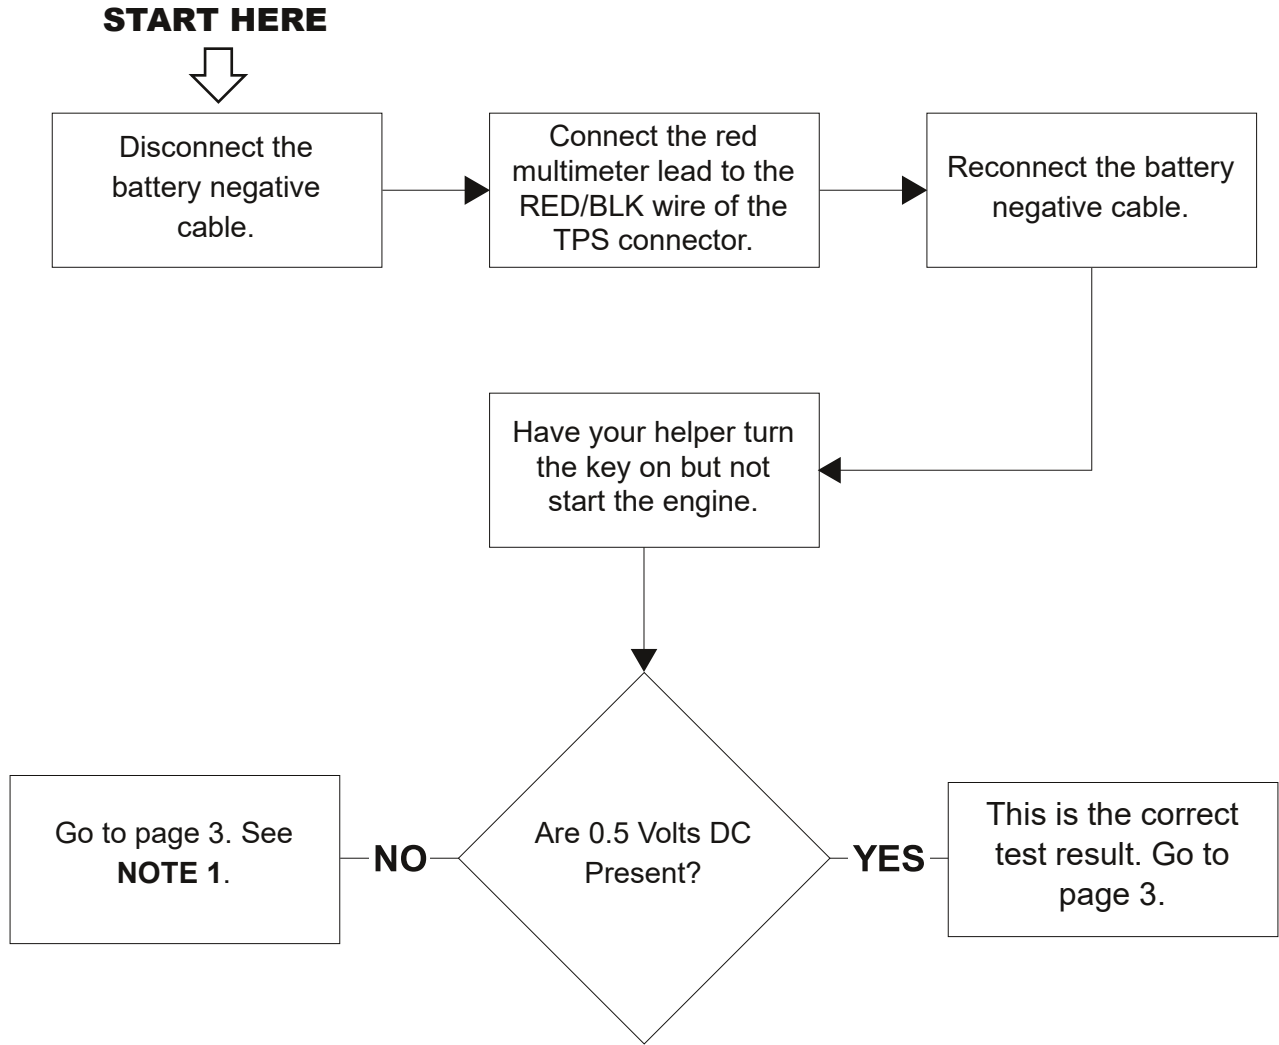 START HERE
Disconnect the
battery negative
cable.
Connect the red
multimeter lead to the
RED/BLK wire of the
TPS connector.
Reconnect the battery
negative cable.
Have your helper turn
the key on but not
start the engine.
Are 0.5 Volts DC
Present?
NO
Go to page 3. See
NOTE 1.
YES
This is the correct
test result. Go to
page 3.